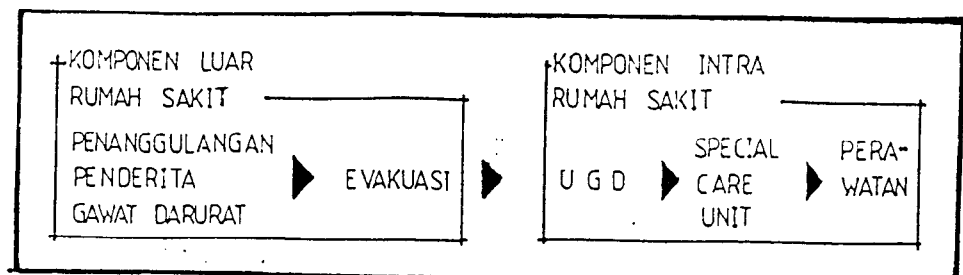 KOMPONEN LUAR
RUMAH SAKIT
PENANGGULANGAN
PENDERITA
GAWAT DARURAT
EVAKUASI
KOMPONEN INTRA
RUMAH SAKIT
U G D
SPECIAL
CARE
UNIT
PERA-
WATAN